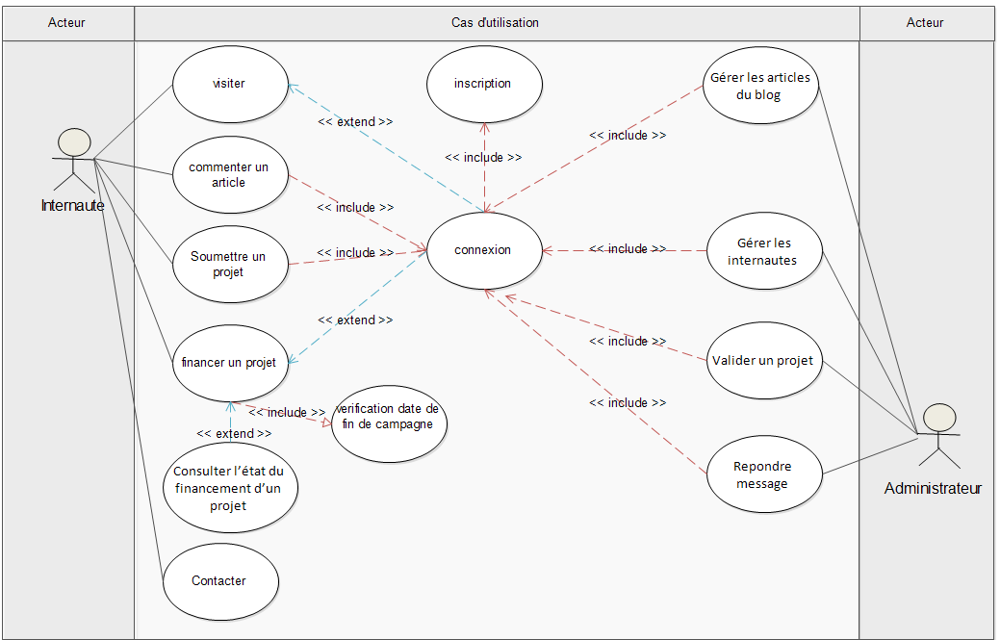 Acteur
Cas d'utilisation
Acteur
visiter
inscription
Gérer les articles
du blog
<< extend >>
<< include >>
<< include >>
commenter un
article
Internaute
<< include >>
connexion
Gérer les
internautes
<< include >>
<< include >>
Soumettre un
projet
<< extend >>
<< include >>
financer un projet
Valider un projet
<< include >>
<< include >>
verification date de
fin de campagne
<< extend >>
Consulter l'état du
financement d'un
projet
Repondre
message
Administrateur
Contacter